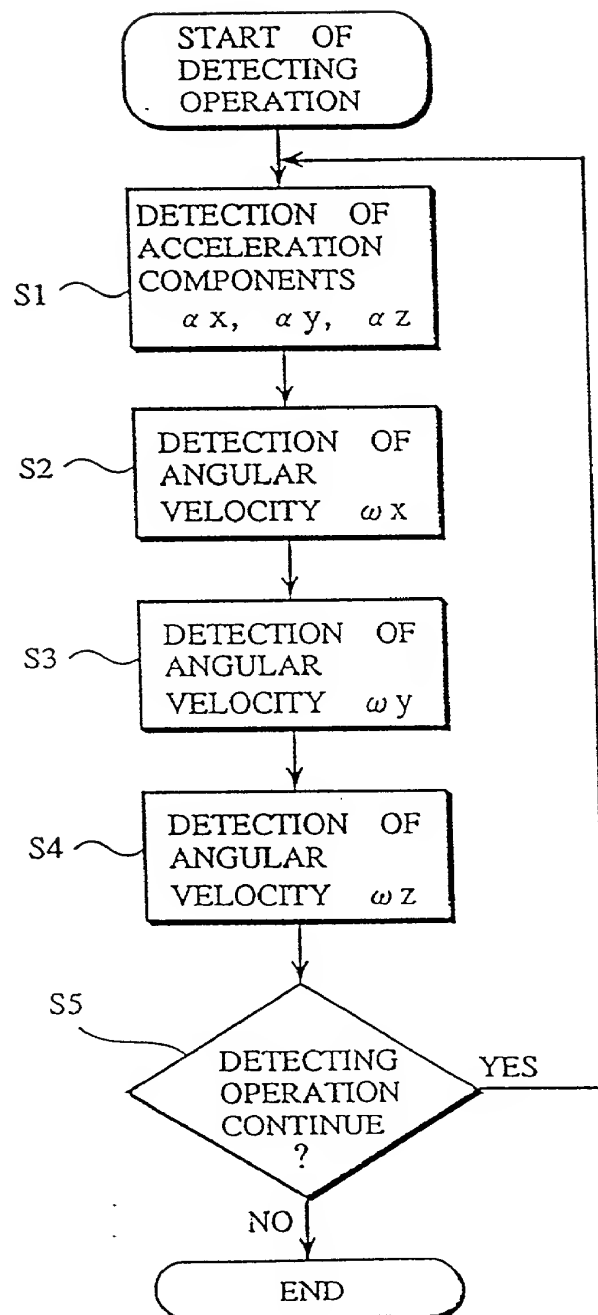 START OF
DETECTING
OPERATION
DETECTION OF
ACCELERATION
COMPONENTS
αx, αy, αz
S1
DETECTION OF
ANGULAR
VELOCITY ωx
S2
DETECTION OF
ANGULAR
VELOCITY ωy
S3
DETECTION OF
ANGULAR
VELOCITY ωz
S4
S5
DETECTING
OPERATION
CONTINUE
?
YES
NO
END